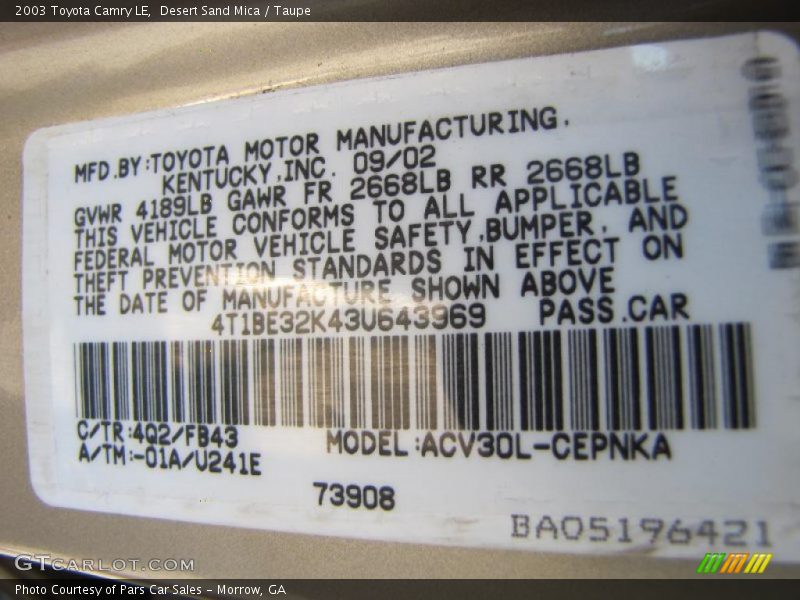 2003 Toyota Camry LE,  Desert Sand Mica / Taupe
MFD.BY:TOYOTA MOTOR MANUFACTURING,
KENTUCKY,INC. 09/02
GVWR 4189LB GAWR FR 2668LB RR 2668LB
THIS VEHICLE CONFORMS TO ALL APPLICABLE
FEDERAL MOTOR VEHICLE SAFETY,BUMPER, AND
THEFT PREVENTION STANDARDS IN EFFECT ON
THE DATE OF MANUFACTURE SHOWN ABOVE
4T1BE32K43U643969 PASS.CAR
C/TR:4Q2/FB43 MODEL:ACV30L-CEPNKA
A/TM:-01A/U241E
73908
BA05196421
GTCARLOT.COM
Photo Courtesy of Pars Car Sales - Morrow, GA